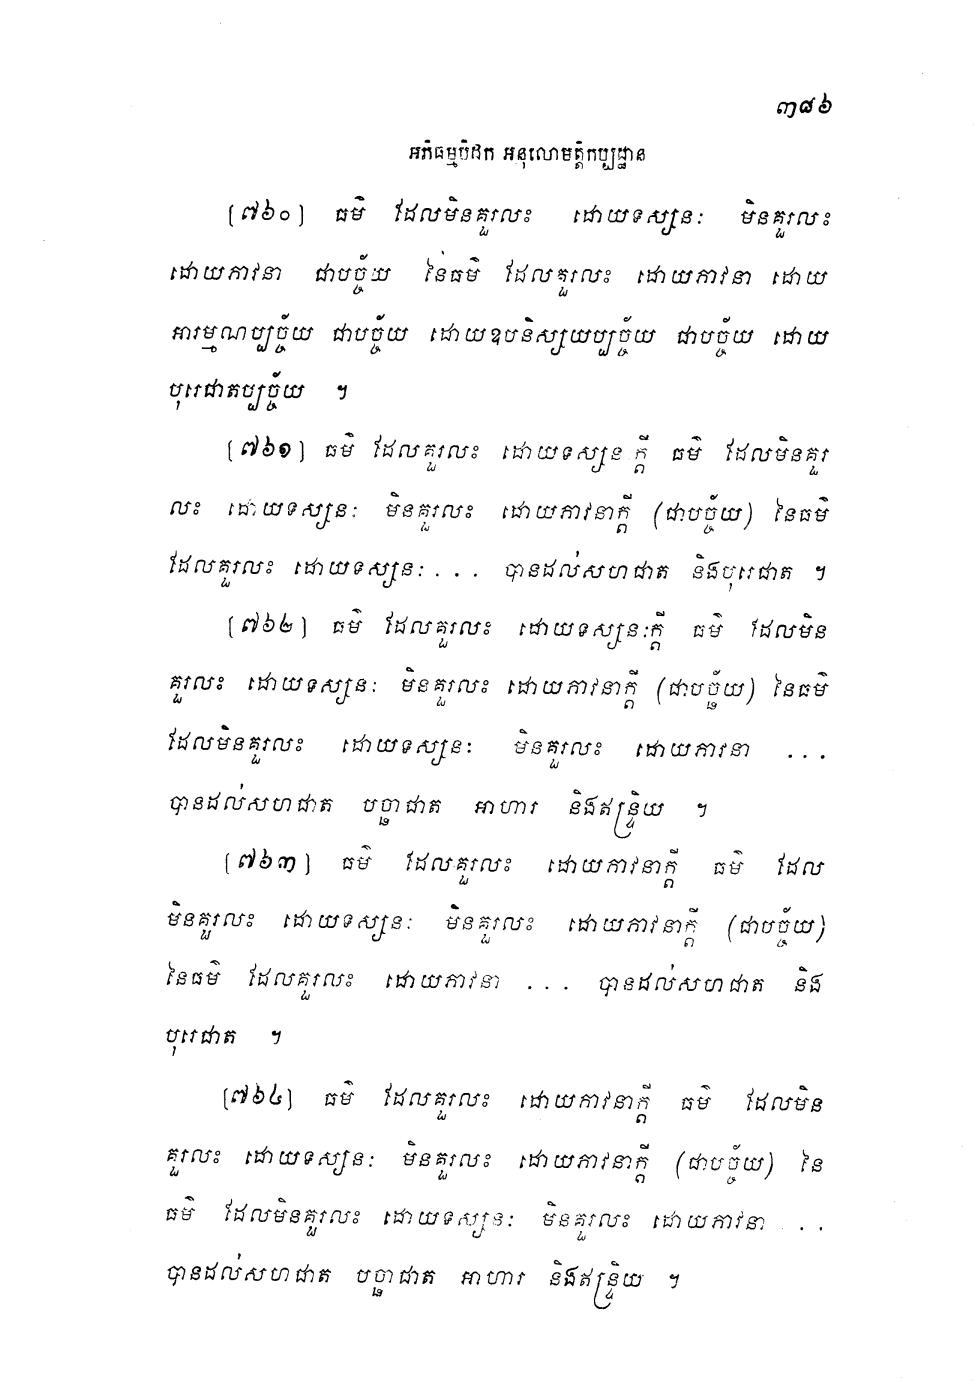 ៣៨៦
អភិធម្មបិដក អនុលោមត្តិកប្បដ្ឋាន
[៧៦០] ធម៌ ដែលមិនគួរលះ ដោយទស្សនៈ មិនគួរលះ
ដោយភាវនា ជាបច្ច័យ នៃធម៌ ដែលគួរលះ ដោយភាវនា ដោយ
អារម្មណប្បច្ច័យ ជាបច្ច័យ ដោយឧបនិស្សយប្បច្ច័យ ជាបច្ច័យ ដោយ
បុរេជាតប្បច្ច័យ ។
[៧៦១] ធម៌ ដែលគួរលះ ដោយទស្សន ក្តី ធម៌ ដែលមិនគួរ
លះ ដោយទស្សនៈ មិនគួរលះ ដោយភាវនាក្តី (ជាបច្ច័យ) នៃធម៌
ដែលគួរលះ ដោយទស្សនៈ ... បានដល់សហជាត និងបុរេជាត ។
[៧៦២] ធម៌ ដែលគួរលះ ដោយទស្សនៈក្តី ធម៌ ដែលមិន
គួរលះ ដោយទស្សនៈ មិនគួរលះ ដោយភាវនាក្តី (ជាបច្ច័យ) នៃធម៌
ដែលមិនគួរលះ ដោយទស្សនៈ មិនគួរលះ ដោយភាវនា ...
បានដល់សហជាត បច្ឆាជាត អាហារ និងឥន្ទ្រិយ ។
[៧៦៣] ធម៌ ដែលគួរលះ ដោយភាវនាក្តី ធម៌ ដែល
មិនគួរលះ ដោយទស្សនៈ មិនគួរលះ ដោយភាវនាក្តី (ជាបច្ច័យ)
នៃធម៌ ដែលគួរលះ ដោយភាវនា ... បានដល់សហជាត និង
បុរេជាត ។
[៧៦៤] ធម៌ ដែលគួរលះ ដោយភាវនាក្តី ធម៌ ដែលមិន
គួរលះ ដោយទស្សនៈ មិនគួរលះ ដោយភាវនាក្តី (ជាបច្ច័យ) នៃ
ធម៌ ដែលមិនគួរលះ ដោយទស្សនៈ មិនគួរលះ ដោយភាវនា ...
បានដល់សហជាត បច្ឆាជាត អាហារ និងឥន្ទ្រិយ ។